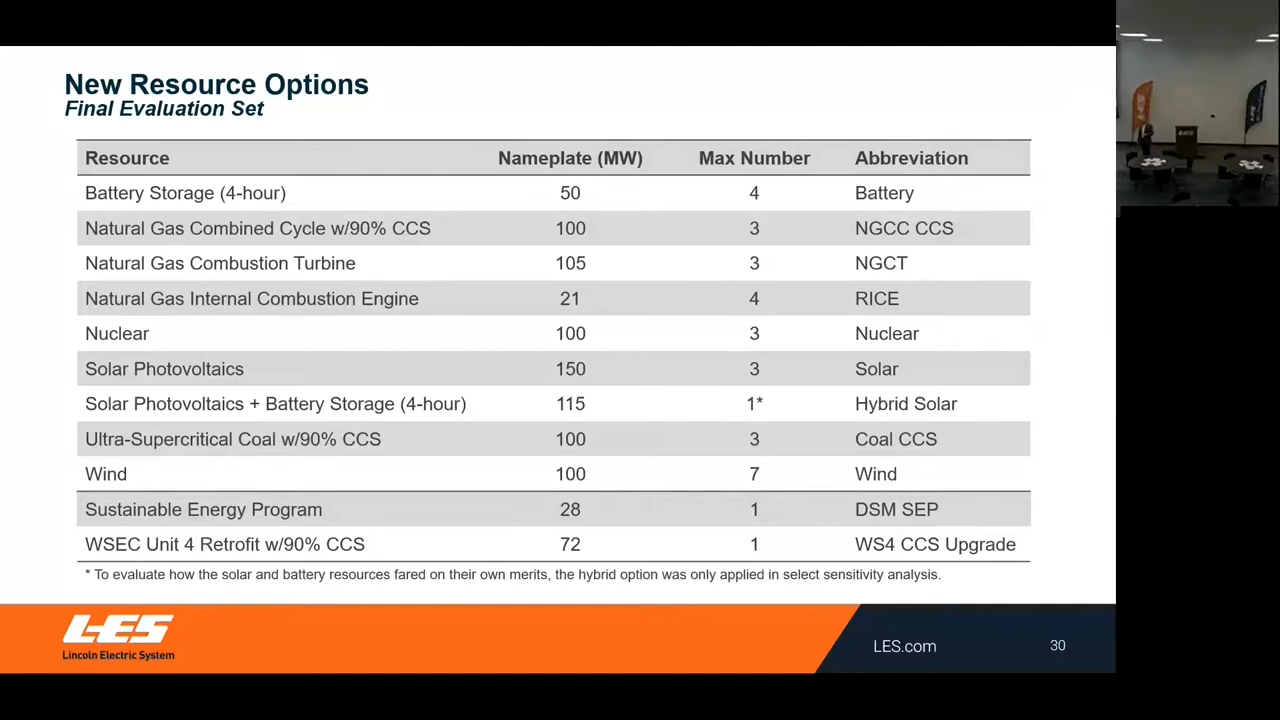 New Resource Options
Final Evaluation Set
Resource Nameplate (MW) Max Number Abbreviation
Battery Storage (4-hour) 50 4 Battery
Natural Gas Combined Cycle w/90% CCS 100 3 NGCC CCS
Natural Gas Combustion Turbine 105 3 NGCT
Natural Gas Internal Combustion Engine 21 4 RICE
Nuclear 100 3 Nuclear
Solar Photovoltaics 150 3 Solar
Solar Photovoltaics + Battery Storage (4-hour) 115 1* Hybrid Solar
Ultra-Supercritical Coal w/90% CCS 100 3 Coal CCS
Wind 100 7 Wind
Sustainable Energy Program 28 1 DSM SEP
WSEC Unit 4 Retrofit w/90% CCS 72 1 WS4 CCS Upgrade
* To evaluate how the solar and battery resources fared on their own merits, the hybrid option was only applied in select sensitivity analysis.
LES
Lincoln Electric System
LES.com 30
LES